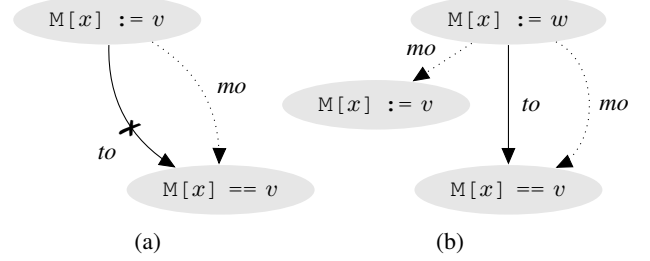 M[x] := v
mo
to
M[x] == v
(a)
M[x] := w
mo
M[x] := v
to
mo
M[x] == v
(b)